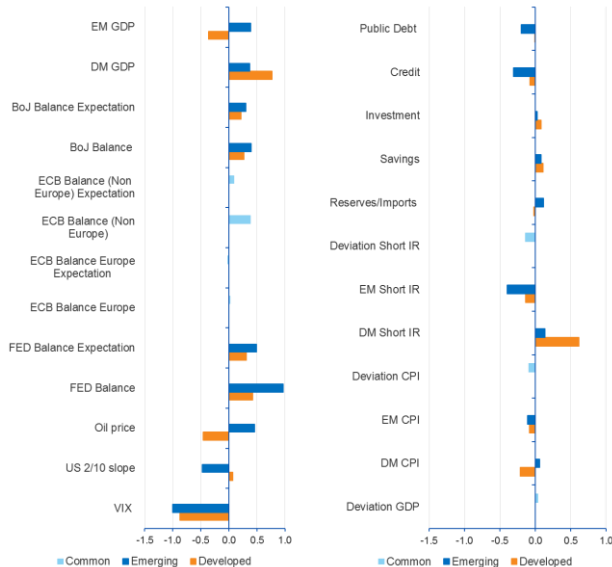 EM GDP
DM GDP
BoJ Balance Expectation
BoJ Balance
ECB Balance (Non
Europe) Expectation
ECB Balance (Non
Europe)
ECB Balance Europe
Expectation
ECB Balance Europe
FED Balance Expectation
FED Balance
Oil price
US 2/10 slope
VIX
-1.5 -1.0 -0.5 0.0 0.5 1.0
Common Emerging Developed
Public Debt
Credit
Investment
Savings
Reserves/Imports
Deviation Short IR
EM Short IR
DM Short IR
Deviation CPI
EM CPI
DM CPI
Deviation GDP
-1.5 -1.0 -0.5 0.0 0.5 1.0
Common Emerging Developed